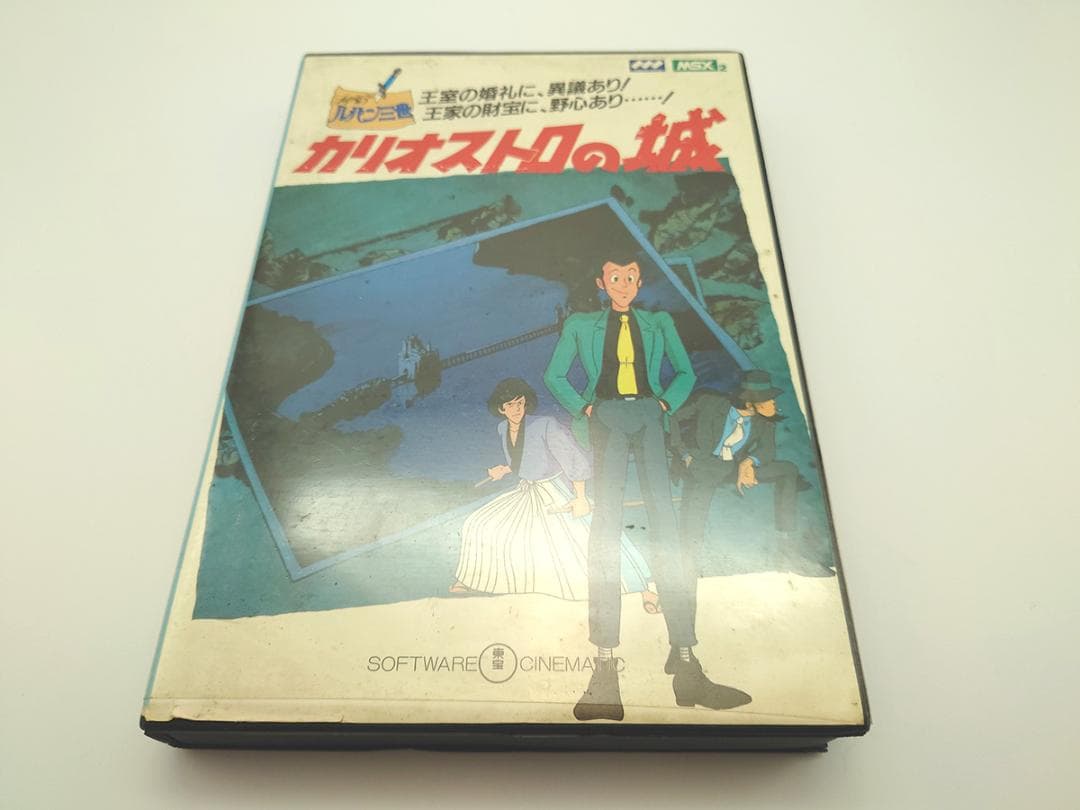 MSX2
王室の婚礼に、異議あり!
王家の財宝に、野心あり……!
ルパン三世
カリオストロの城
SOFTWARE 東宝 CINEMATIC